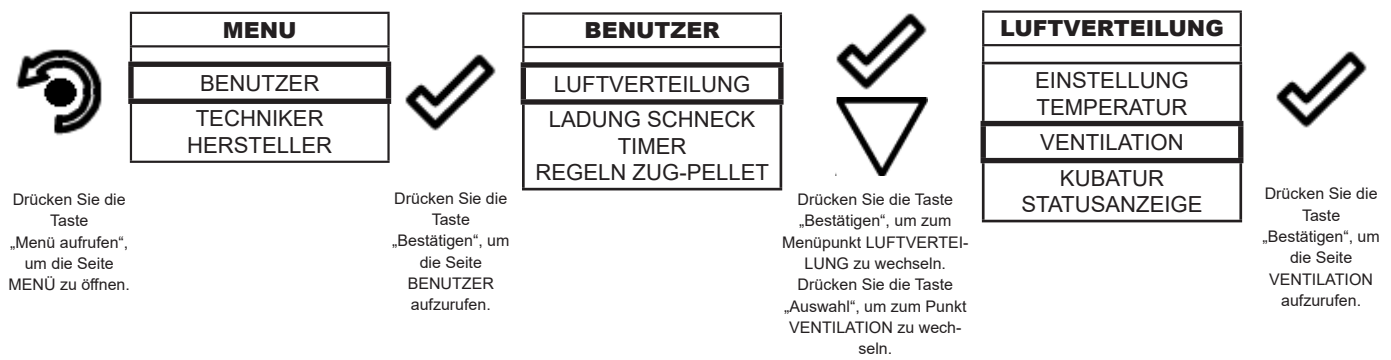 MENU
BENUTZER
TECHNIKER
HERSTELLER
BENUTZER
LUFTVERTEILUNG
LADUNG SCHNECK
TIMER
REGELN ZUG-PELLET
LUFTVERTEILUNG
EINSTELLUNG
TEMPERATUR
VENTILATION
KUBATUR
STATUSANZEIGE
Drücken Sie die
Taste
„Menü aufrufen“,
um die Seite
MENÜ zu öffnen.
Drücken Sie die
Taste
„Bestätigen“, um
die Seite
BENUTZER
aufzurufen.
Drücken Sie die Taste
„Bestätigen“, um zum
Menüpunkt LUFTVERTEI-
LUNG zu wechseln.
Drücken Sie die Taste
„Auswahl“, um zum Punkt
VENTILATION zu wech-
seln.
Drücken Sie die
Taste
„Bestätigen“, um
die Seite
VENTILATION
aufzurufen.